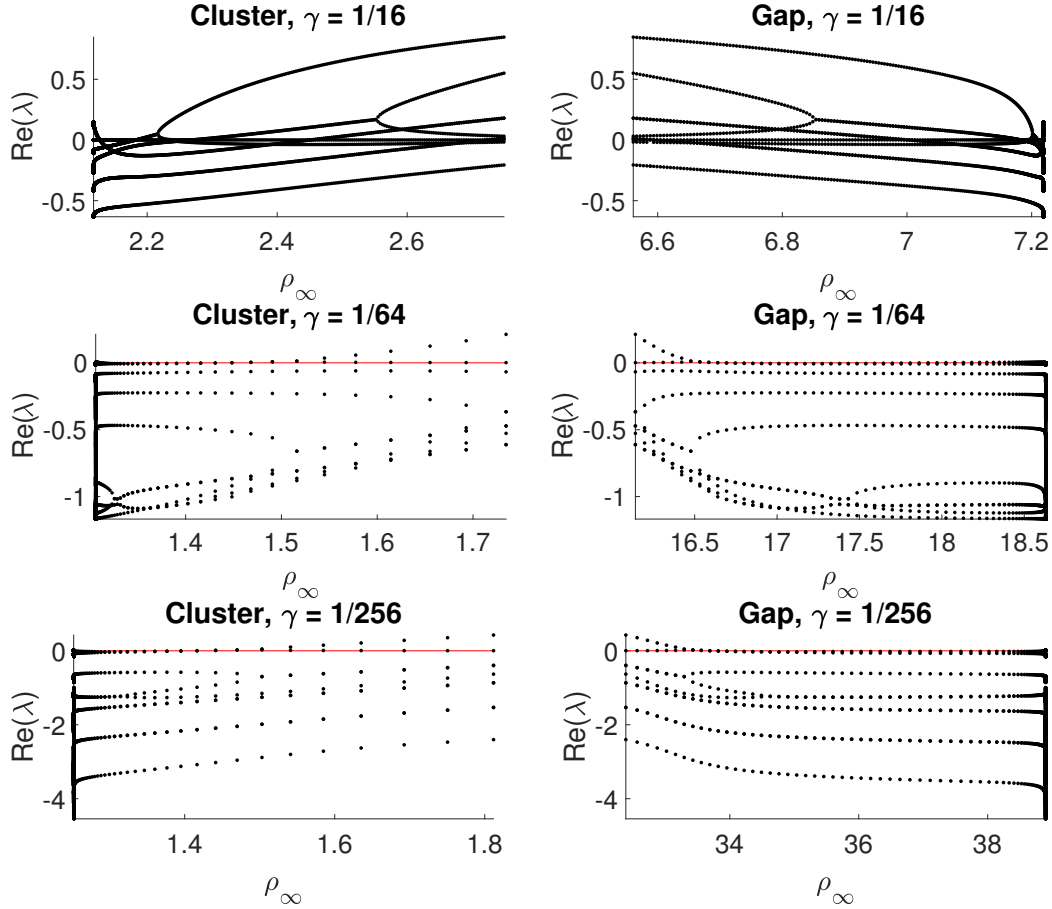 Cluster, γ = 1/16
Re(λ)
0.5
0
-0.5
2.2
2.4
2.6
ρ∞
Gap, γ = 1/16
Re(λ)
0.5
0
-0.5
6.6
6.8
7
7.2
ρ∞
Cluster, γ = 1/64
Re(λ)
0
-0.5
-1
1.4
1.5
1.6
1.7
ρ∞
Gap, γ = 1/64
Re(λ)
0
-0.5
-1
16.5
17
17.5
18
18.5
ρ∞
Cluster, γ = 1/256
Re(λ)
0
-2
-4
1.4
1.6
1.8
ρ∞
Gap, γ = 1/256
Re(λ)
0
-2
-4
34
36
38
ρ∞